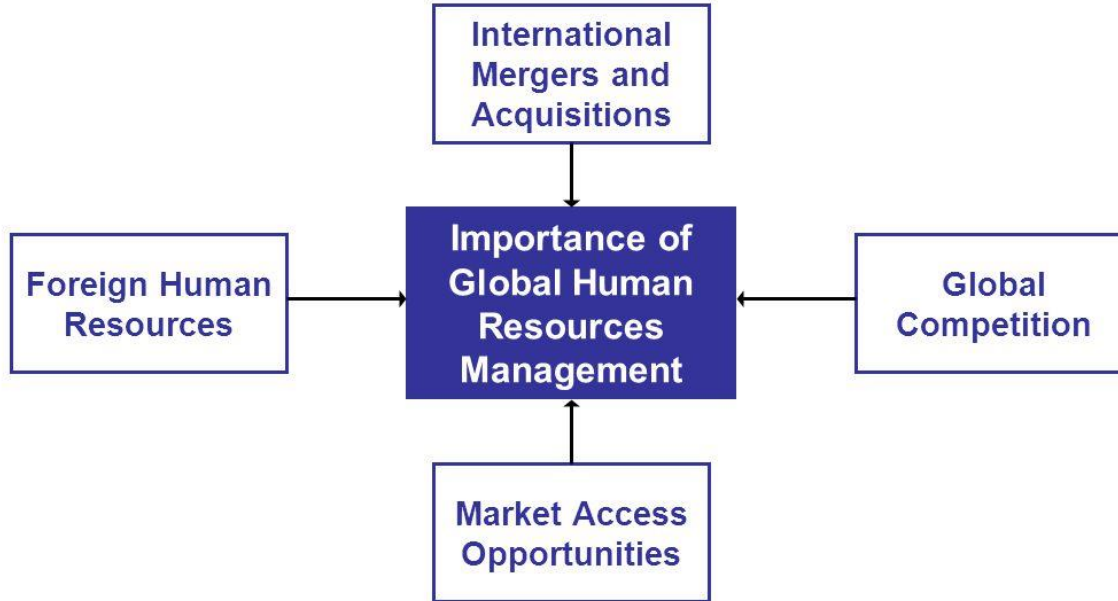 International
Mergers and
Acquisitions
Foreign Human
Resources
Importance of
Global Human
Resources
Management
Global
Competition
Market Access
Opportunities